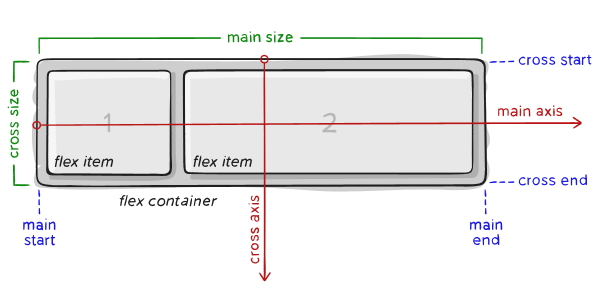 main size
cross start
cross size
main axis
1
2
flex item
flex item
cross end
flex container
cross axis
main
start
main
end